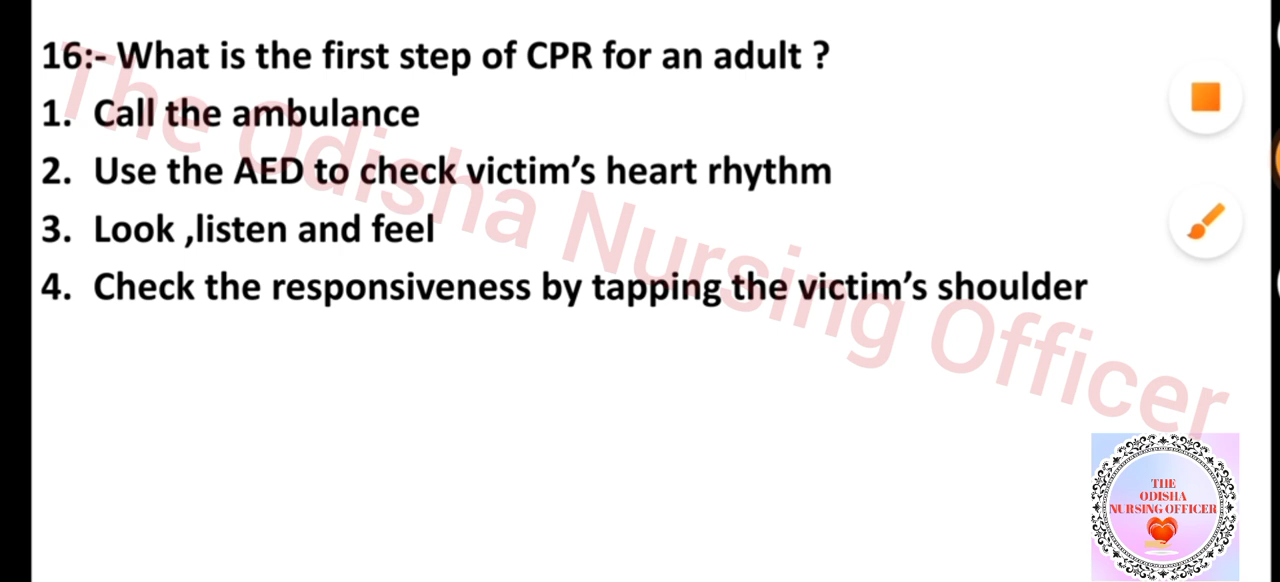 16:- What is the first step of CPR for an adult ?
1. Call the ambulance
2. Use the AED to check victim’s heart rhythm
3. Look ,listen and feel
4. Check the responsiveness by tapping the victim’s shoulder
The Odisha Nursing Officer
THE
ODISHA
NURSING OFFICER